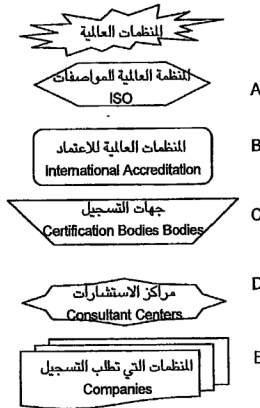 المنظمات العالمية
المنظمة العالمية للمواصفات
ISO
A
المنظمات العالمية للاعتماد
International Accreditation
B
جهات التسجيل
Certification Bodies Bodies
C
مراكز الاستشارات
Consultant Centers
D
المنظمات التي تطلب التسجيل
Companies
E